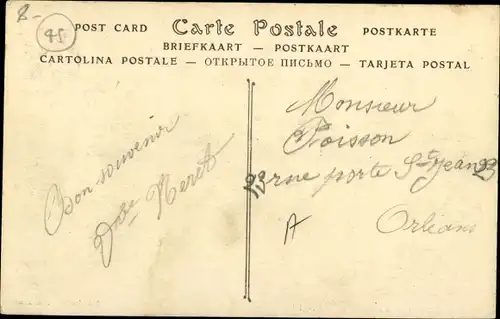 8-
45
POST CARD Carte Postale POSTKARTE
BRIEFKAART — POSTKAART
CARTOLINA POSTALE — ОТКРЫТОЕ ПИСЬМО — TARJETA POSTAL
Bon souvenir
Monsieur
Poisson
23 rue porte St Jean 23
Orléans
A